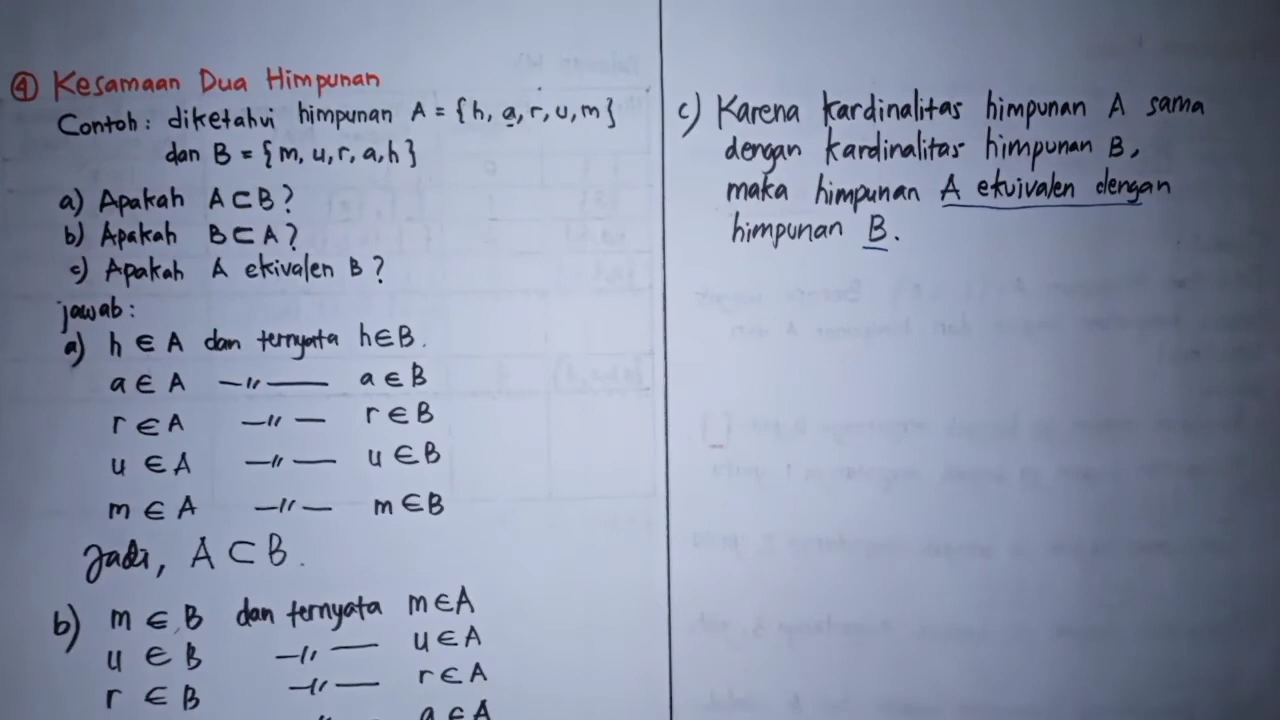 ④ Kesamaan Dua Himpunan
Contoh: diketahui himpunan A = {h, a, r, u, m}
dan B = {m, u, r, a, h}
a) Apakah A⊂B?
b) Apakah B⊂A?
c) Apakah A ekivalen B?
jawab:
a) h ∈ A dan ternyata h∈B.
a ∈ A —〃— a ∈ B
r ∈ A —〃— r ∈ B
u ∈ A —〃— u ∈ B
m ∈ A —〃— m ∈ B
Jadi, A ⊂ B.
b) m ∈ B dan ternyata m∈A
u ∈ B —〃— u ∈ A
r ∈ B —〃— r ∈ A
〃 a ∈ A
c) Karena kardinalitas himpunan A sama
dengan kardinalitas himpunan B,
maka himpunan A ekuivalen dengan
himpunan B.